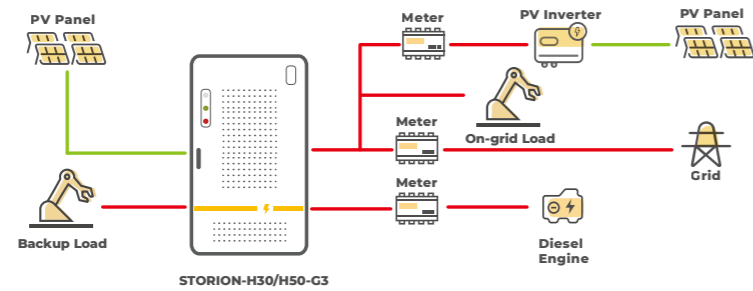 PV Panel
Meter
PV Inverter
PV Panel
On-grid Load
Meter
Grid
Meter
Backup Load
Diesel
Engine
STORION-H30/H50-G3